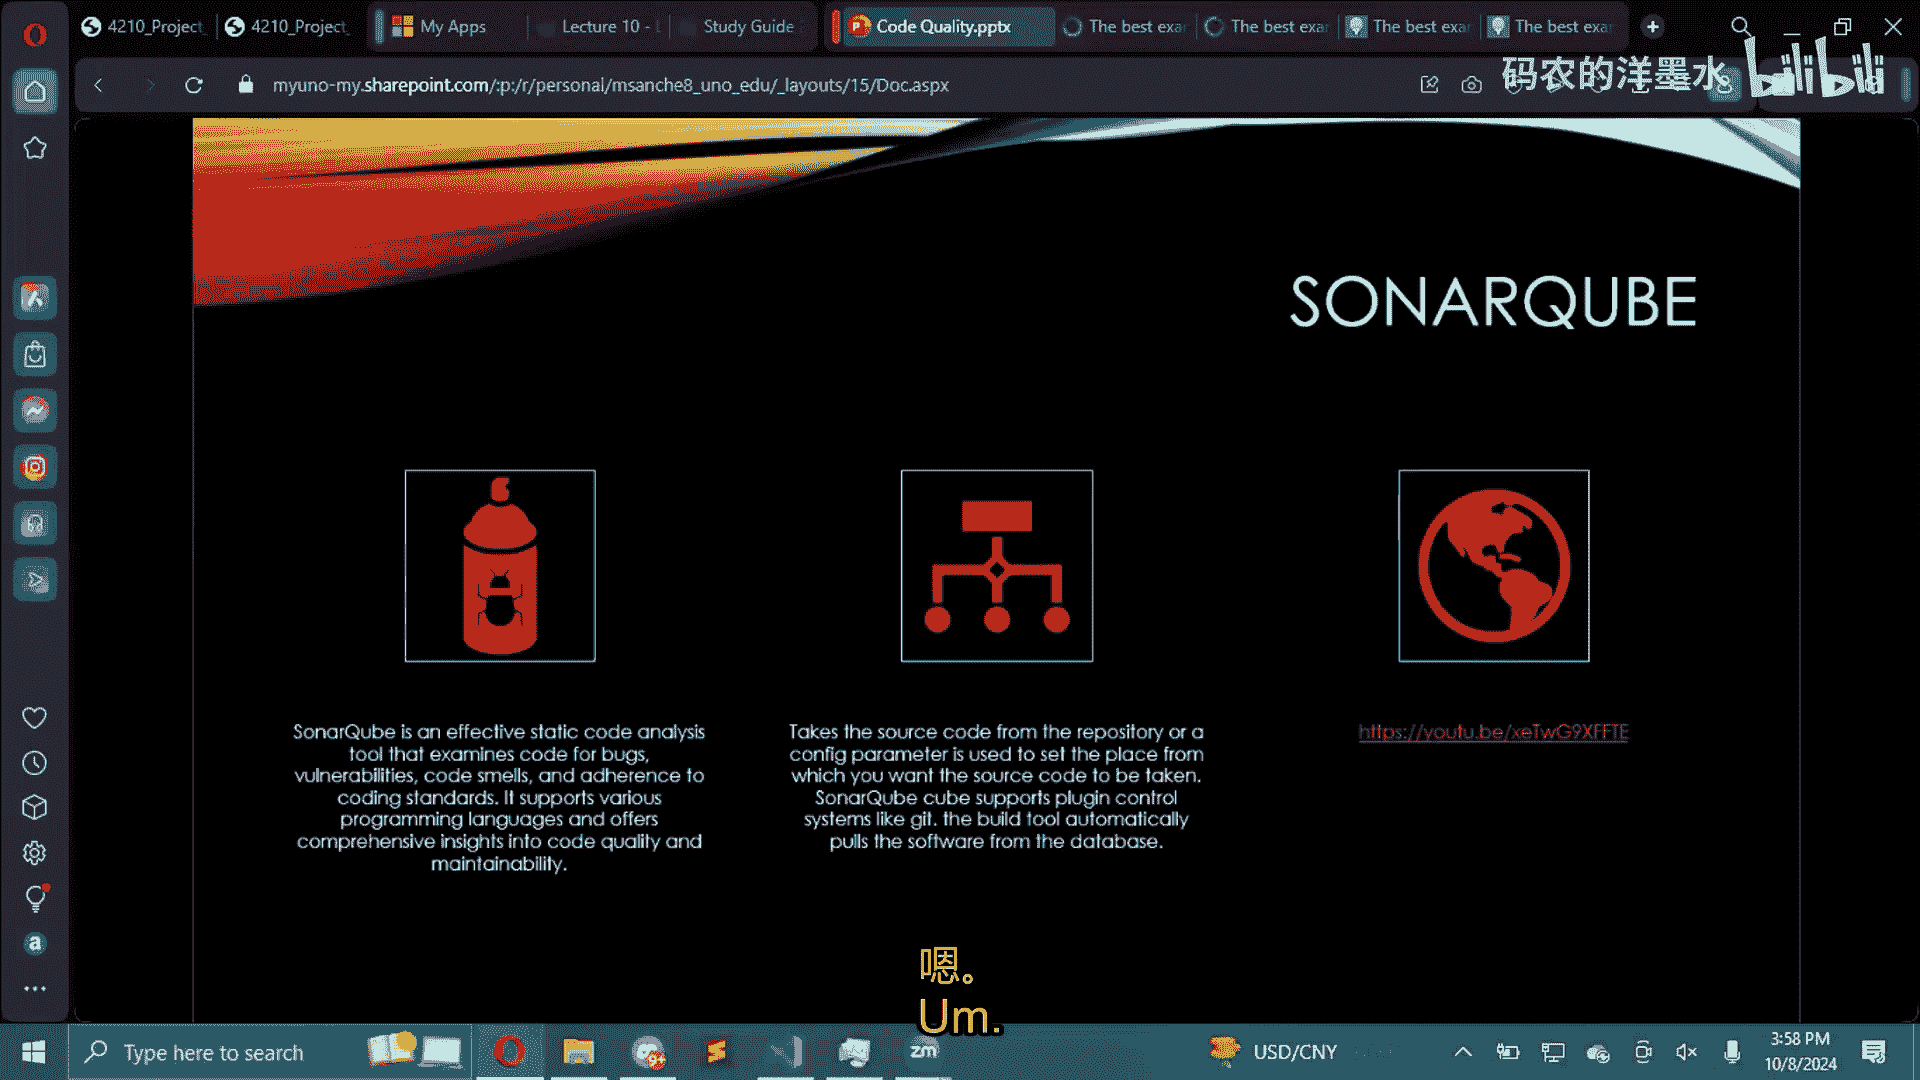 4210_Project
4210_Project
My Apps
Lecture 10 -
Study Guide
Code Quality.pptx
The best exa
The best exa
The best exa
The best exa
myuno-my.sharepoint.com/:p:/r/personal/msanche8_uno_edu/_layouts/15/Doc.aspx
码农的洋墨水
bilibili
SONARQUBE
SonarQube is an effective static code analysis
tool that examines code for bugs,
vulnerabilities, code smells, and adherence to
coding standards. It supports various
programming languages and offers
comprehensive insights into code quality and
maintainability.
Takes the source code from the repository or a
config parameter is used to set the place from
which you want the source code to be taken.
SonarQube cube supports plugin control
systems like git. the build tool automatically
pulls the software from the database.
https://youtu.be/xeTwG9XFFTE
嗯。
Um.
Type here to search
zm
USD/CNY
3:58 PM
10/8/2024